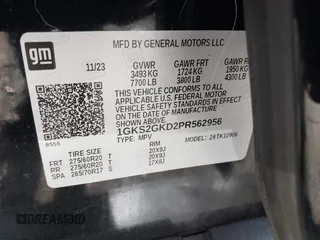 gm
MFD BY GENERAL MOTORS LLC
11/23 GVWR GAWR FRT GAWR R
3493 KG 1724 KG 1950 KG
7700 LB 3800 LB 4300 LB
THIS VEHICLE CONFORMS TO ALL
APPLICABLE U.S. FEDERAL MOTOR
VEHICLE SAFETY STANDARDS IN EFFECT
ON THE DATE OF MANUFACTURE SHOWN ABOVE.
1GKS2GKD2PR562956
8555 TYPE: MPV MODEL:
TIRE SIZE RIM
FRT 275/60R20 20X9J
RR 275/60R20 20X9J
SPA 265/70R17 17X8J
DREAMBID